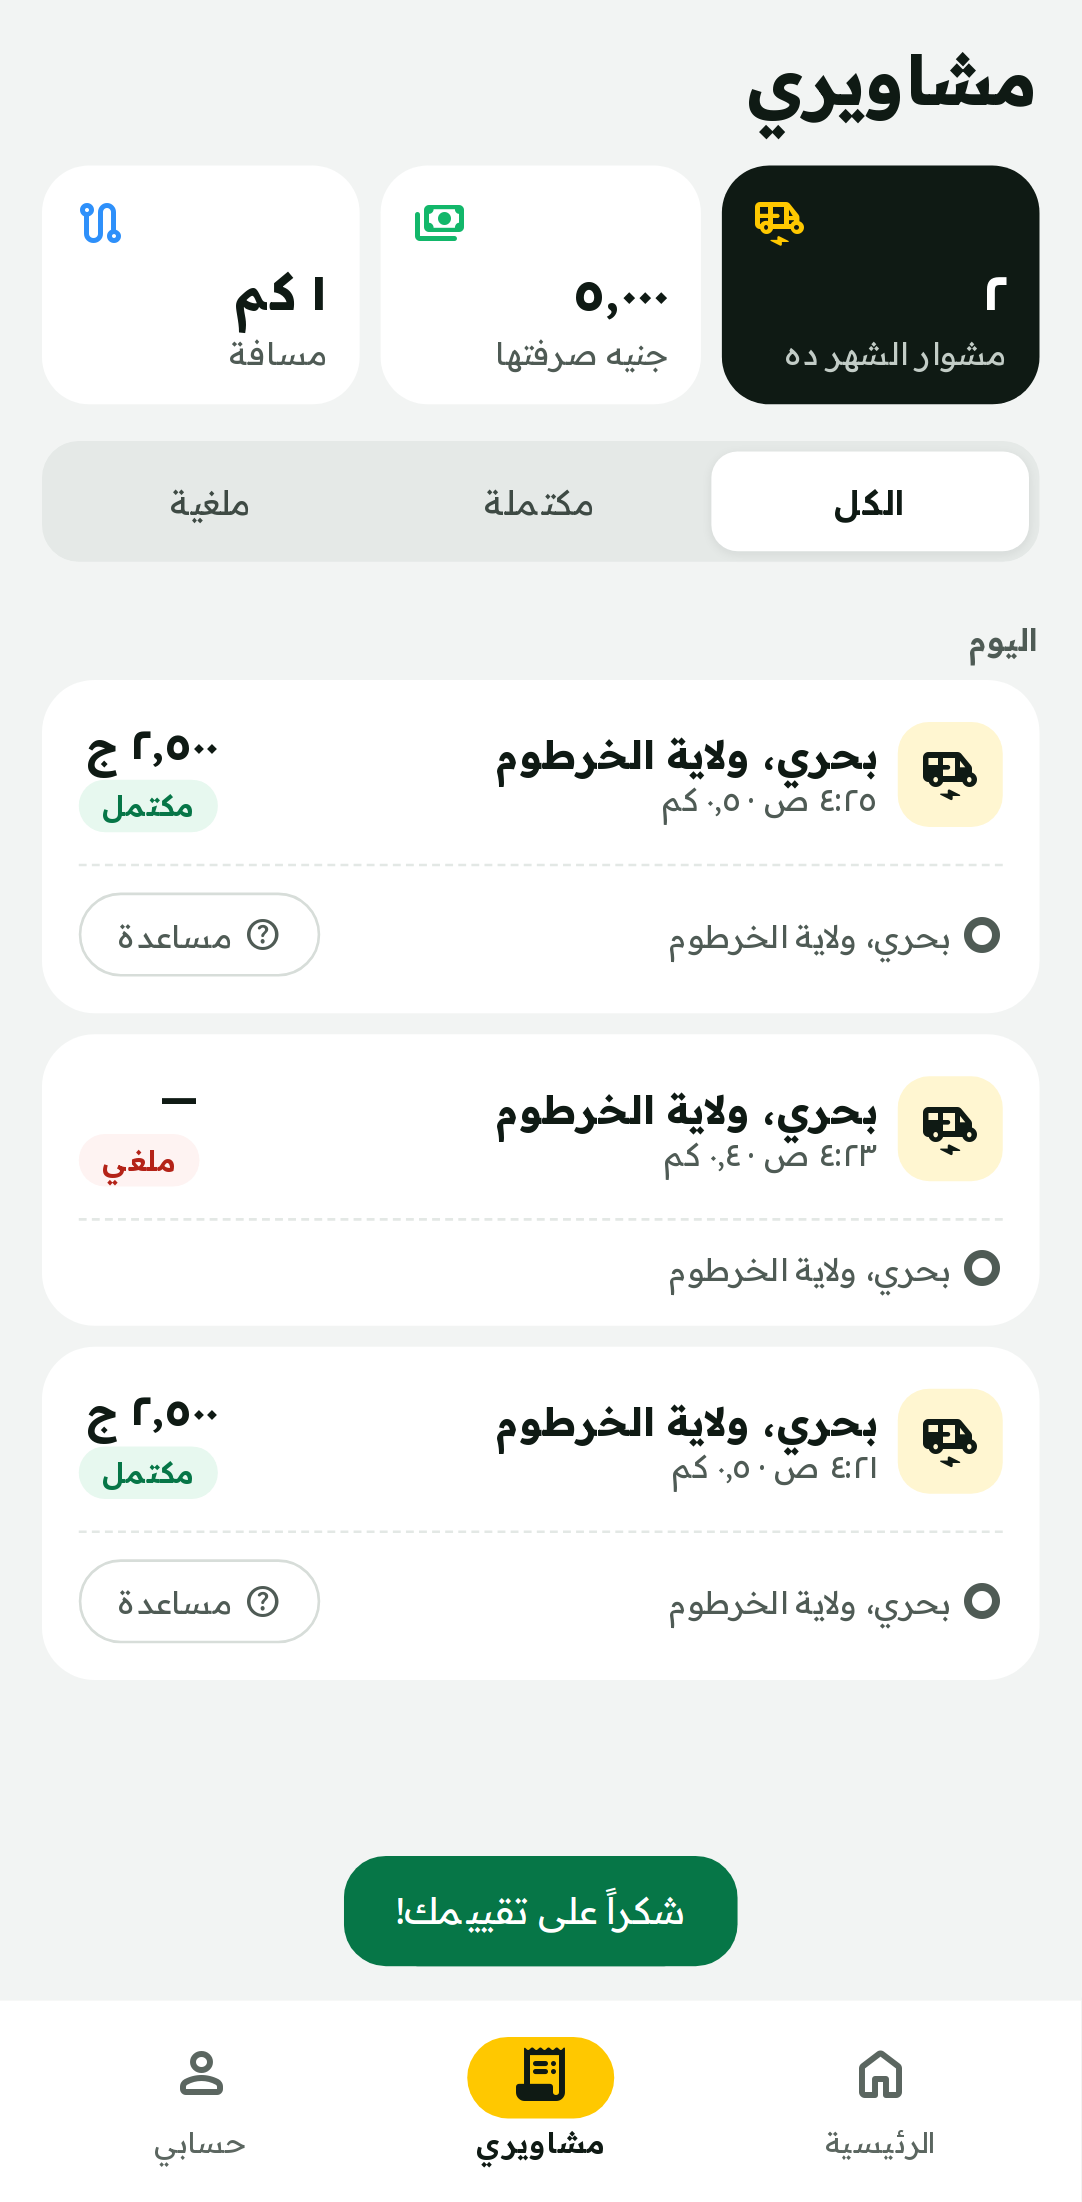 مشاويري
٢
مشوار الشهر ده
٥,٠٠٠
جنيه صرفتها
١ كم
مسافة
الكل
مكتملة
ملغية
اليوم
بحري، ولاية الخرطوم
٤:٢٥ ص · ٠,٥ كم
٢,٥٠٠ ج
مكتمل
بحري، ولاية الخرطوم
مساعدة
بحري، ولاية الخرطوم
٤:٢٣ ص · ٠,٤ كم
—
ملغي
بحري، ولاية الخرطوم
بحري، ولاية الخرطوم
٤:٢١ ص · ٠,٥ كم
٢,٥٠٠ ج
مكتمل
بحري، ولاية الخرطوم
مساعدة
شكراً على تقييمك!
الرئيسية
مشاويري
حسابي